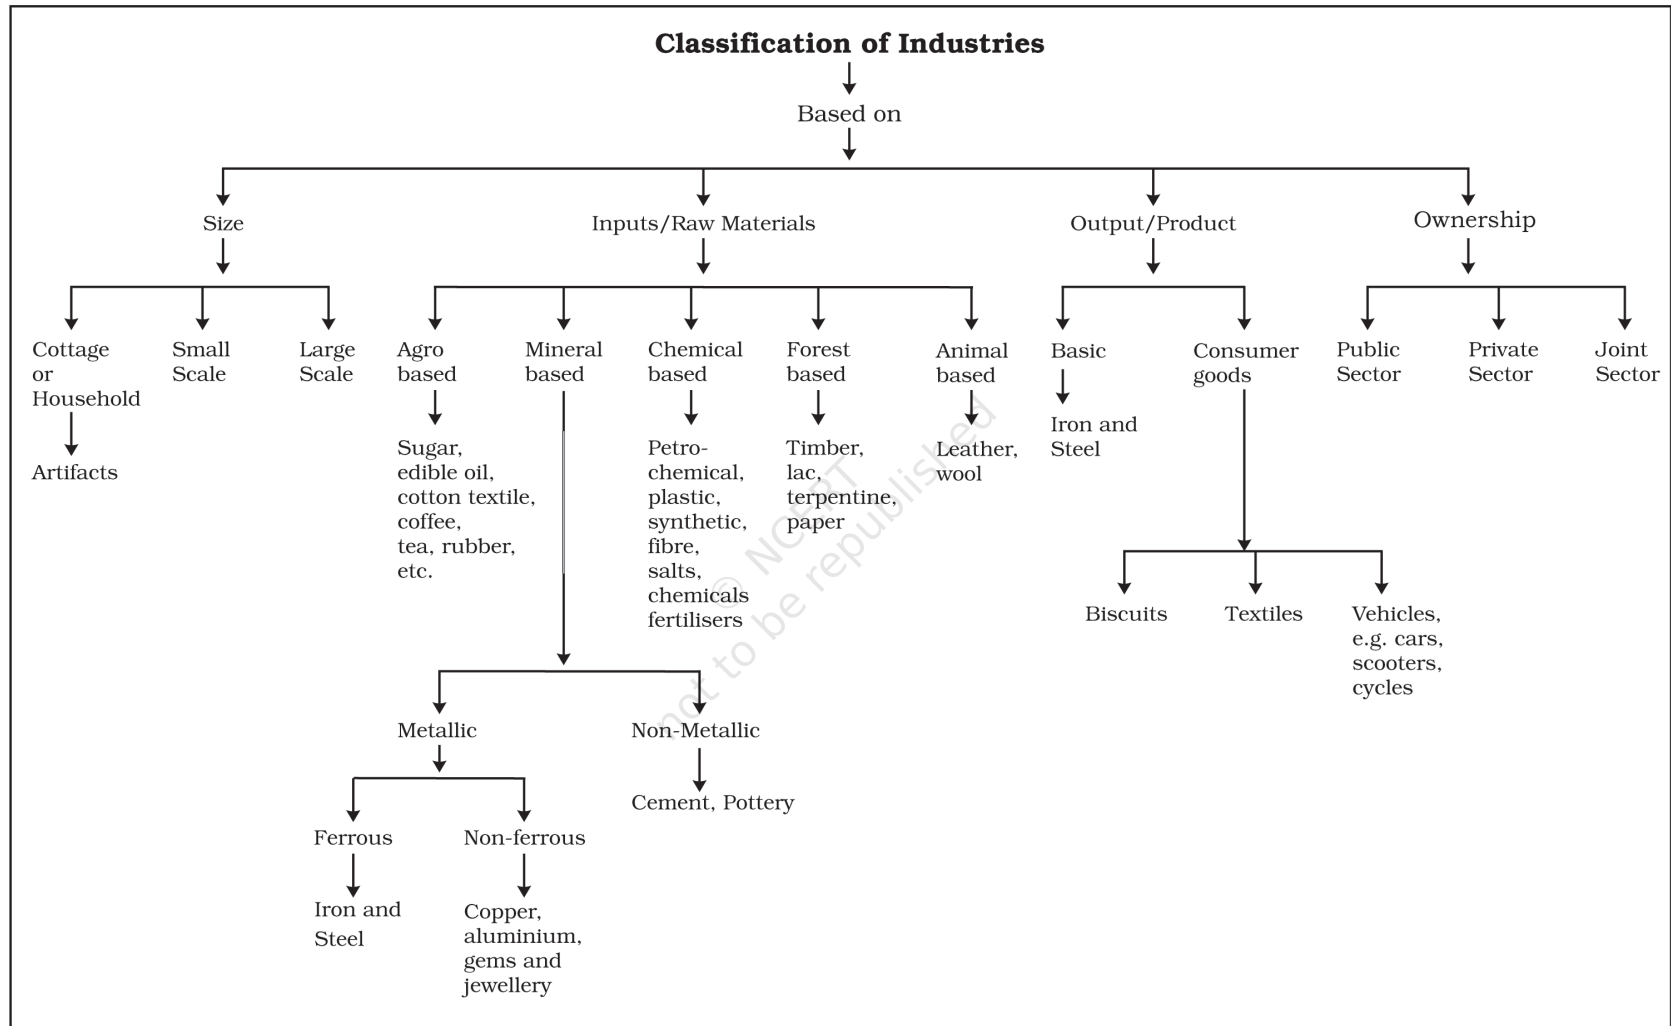 Classification of Industries
Based on
Size
Inputs/Raw Materials
Output/Product
Ownership
Cottage
or
Household
Small
Scale
Large
Scale
Agro
based
Mineral
based
Chemical
based
Forest
based
Animal
based
Basic
Consumer
goods
Public
Sector
Private
Sector
Joint
Sector
Artifacts
Sugar,
edible oil,
cotton textile,
coffee,
tea, rubber,
etc.
Petro-
chemical,
plastic,
synthetic,
fibre,
salts,
chemicals
fertilisers
Timber,
lac,
terpentine,
paper
Leather,
wool
Iron and
Steel
Biscuits
Textiles
Vehicles,
e.g. cars,
scooters,
cycles
Metallic
Non-Metallic
Cement, Pottery
Ferrous
Non-ferrous
Iron and
Steel
Copper,
aluminium,
gems and
jewellery
© NCERT
not to be republished